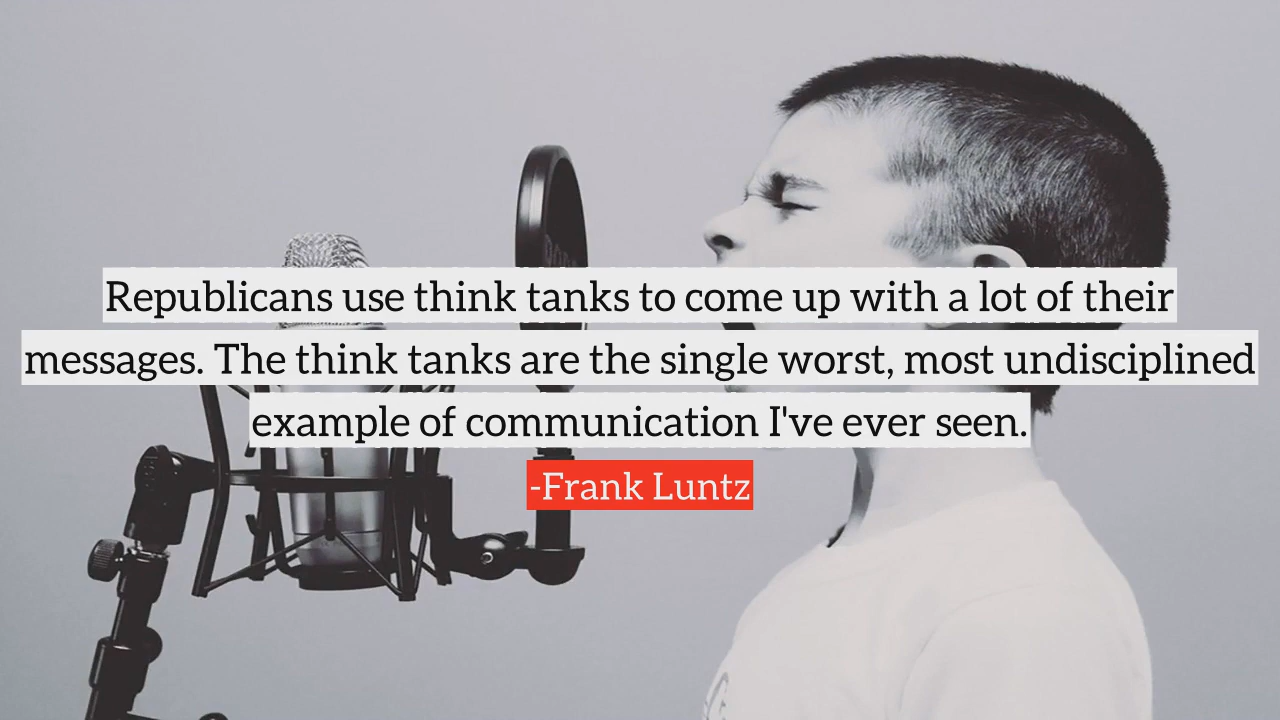 Republicans use think tanks to come up with a lot of their
messages. The think tanks are the single worst, most undisciplined
example of communication I've ever seen.
-Frank Luntz